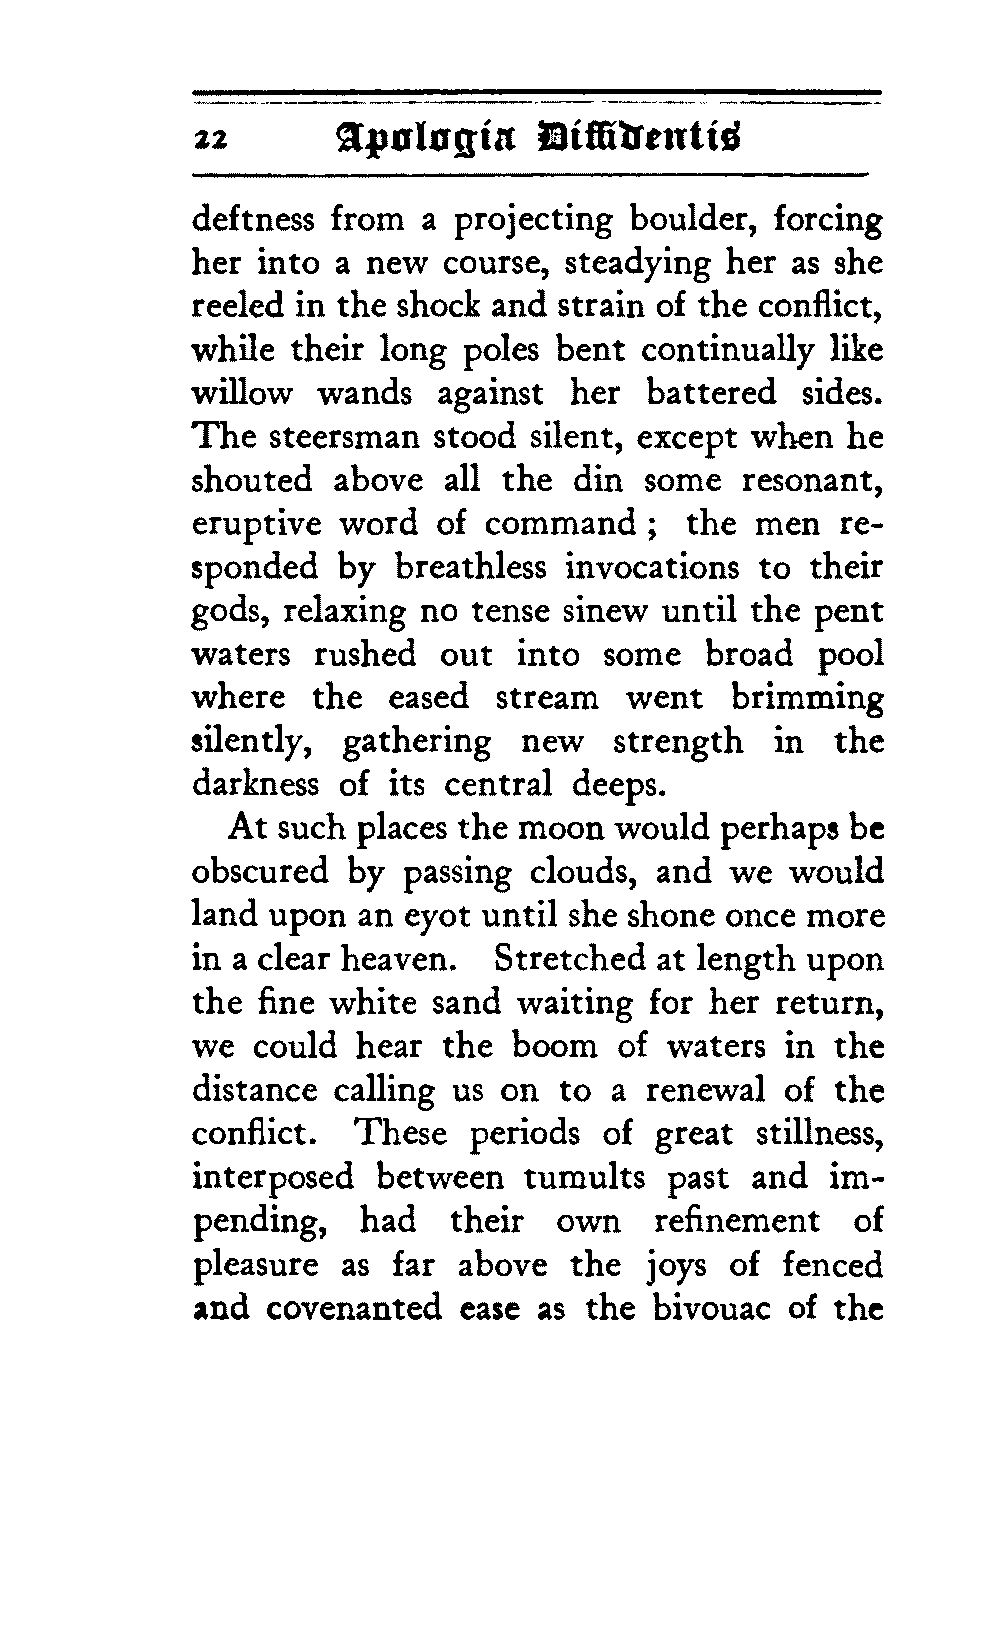 22 Apologia Diffidentis
deftness from a projecting boulder, forcing
her into a new course, steadying her as she
reeled in the shock and strain of the conflict,
while their long poles bent continually like
willow wands against her battered sides.
The steersman stood silent, except when he
shouted above all the din some resonant,
eruptive word of command ; the men re-
sponded by breathless invocations to their
gods, relaxing no tense sinew until the pent
waters rushed out into some broad pool
where the eased stream went brimming
silently, gathering new strength in the
darkness of its central deeps.
At such places the moon would perhaps be
obscured by passing clouds, and we would
land upon an eyot until she shone once more
in a clear heaven. Stretched at length upon
the fine white sand waiting for her return,
we could hear the boom of waters in the
distance calling us on to a renewal of the
conflict. These periods of great stillness,
interposed between tumults past and im-
pending, had their own refinement of
pleasure as far above the joys of fenced
and covenanted ease as the bivouac of the